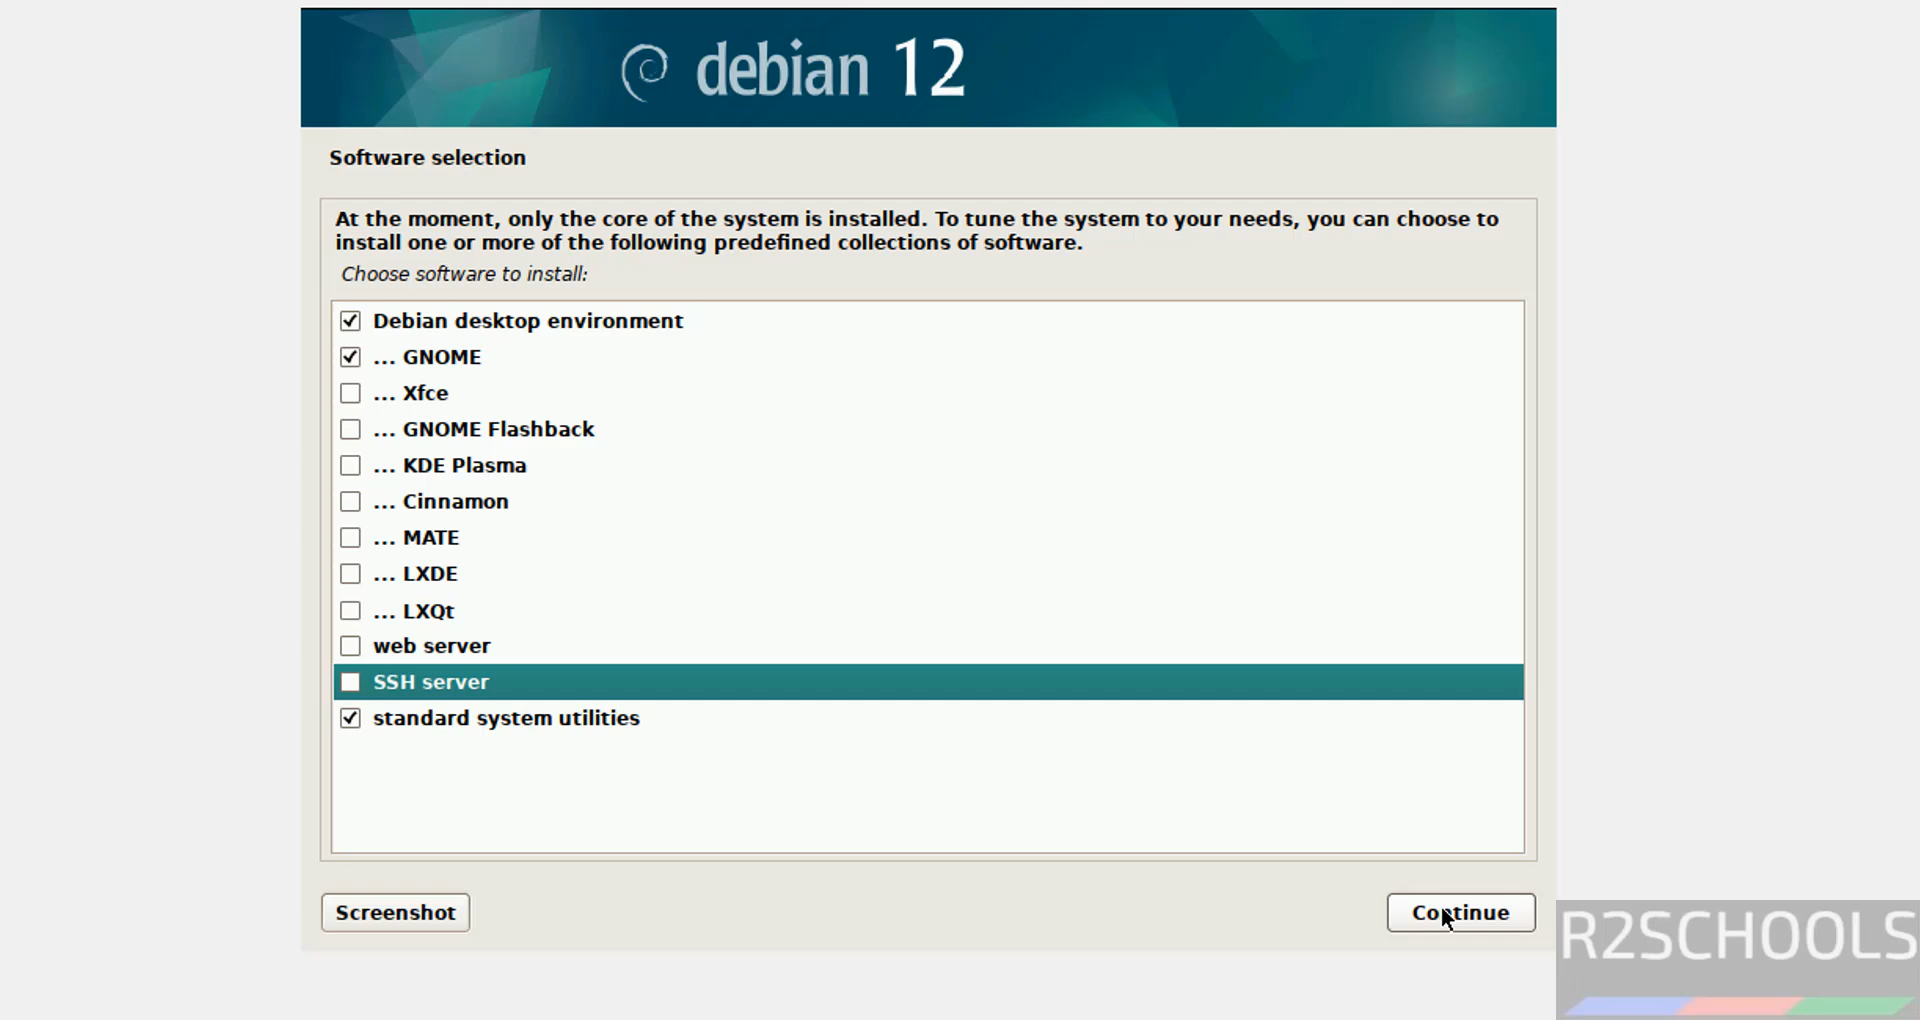 debian 12
Software selection
At the moment, only the core of the system is installed. To tune the system to your needs, you can choose to
install one or more of the following predefined collections of software.
Choose software to install:
Debian desktop environment
... GNOME
... Xfce
... GNOME Flashback
... KDE Plasma
... Cinnamon
... MATE
... LXDE
... LXQt
web server
SSH server
standard system utilities
Screenshot
Continue
R2SCHOOLS